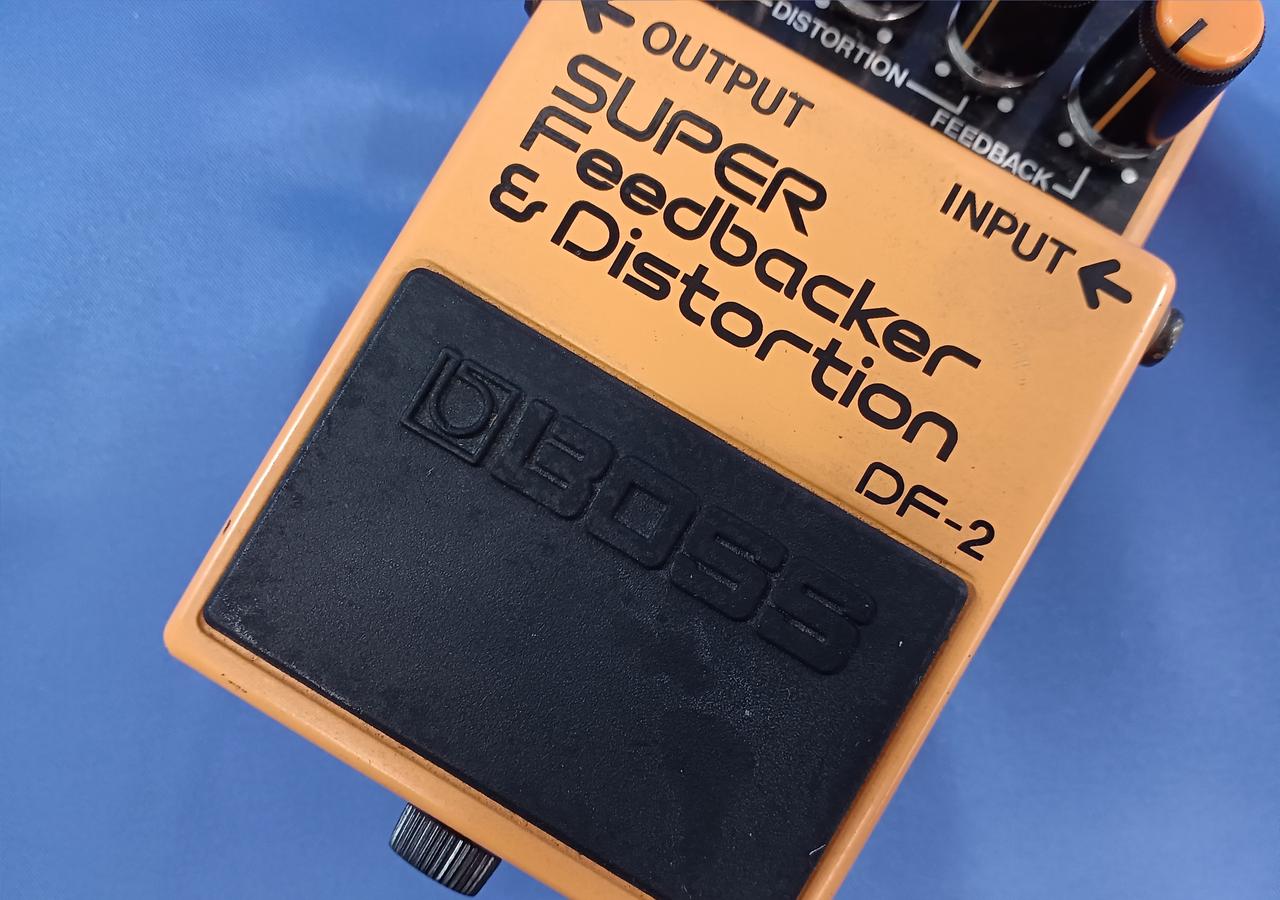 DISTORTION
FEEDBACK
OUTPUT
INPUT
SUPER
Feedbacker
& Distortion
DF-2
BOSS